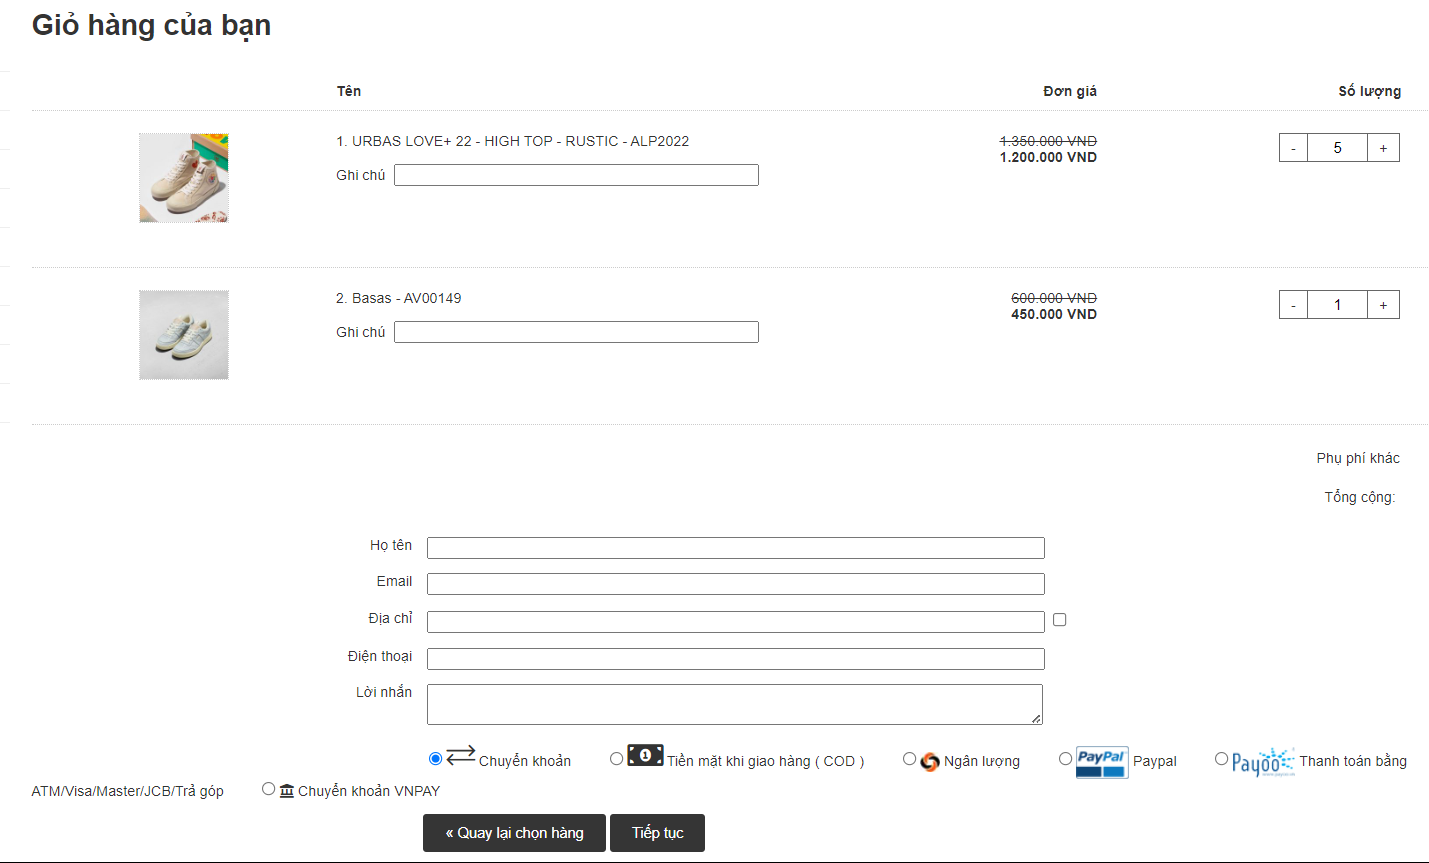 Giỏ hàng của bạn
Tên Đơn giá Số lượng
1. URBAS LOVE+ 22 - HIGH TOP - RUSTIC - ALP2022 1.350.000 VND
1.200.000 VND - 5 +
Ghi chú
2. Basas - AV00149 600.000 VND
450.000 VND - 1 +
Ghi chú
Phụ phí khác
Tổng cộng:
Họ tên
Email
Địa chỉ
Điện thoại
Lời nhắn
Chuyển khoản 1 Tiền mặt khi giao hàng ( COD ) Ngân lượng PayPal Paypal Payoo Thanh toán bằng
ATM/Visa/Master/JCB/Trả góp Chuyển khoản VNPAY
« Quay lại chọn hàng Tiếp tục